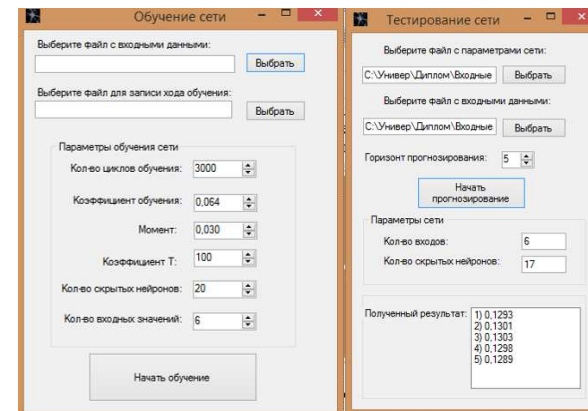 Обучение сети
Выберите файл с входными данными:
Выбрать
Выберите файл для записи хода обучения:
Выбрать
Параметры обучения сети
Кол-во циклов обучения: 3000
Коэффициент обучения: 0,064
Момент: 0,030
Коэффициент Т: 100
Кол-во скрытых нейронов: 20
Кол-во входных значений: 6
Начать обучение
Тестирование сети
Выберите файл с параметрами сети:
C:\Универ\Диплом\Входные Выбрать
Выберите файл с входными данными:
C:\Универ\Диплом\Входные Выбрать
Горизонт прогнозирования: 5
Начать
прогнозирование
Параметры сети
Кол-во входов: 6
Кол-во скрытых нейронов: 17
Полученный результат: 1) 0,1293
2) 0,1301
3) 0,1303
4) 0,1298
5) 0,1289